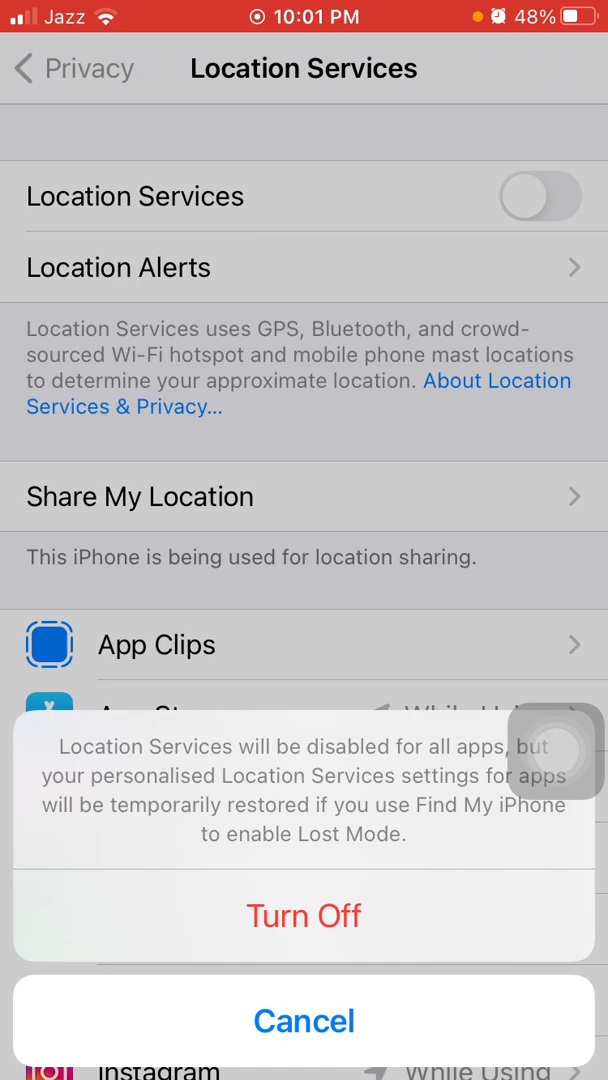 Jazz 10:01 PM 48%
Privacy Location Services
Location Services
Location Alerts
Location Services uses GPS, Bluetooth, and crowd-
sourced Wi-Fi hotspot and mobile phone mast locations
to determine your approximate location. About Location
Services & Privacy...
Share My Location
This iPhone is being used for location sharing.
App Clips
Location Services will be disabled for all apps, but
your personalised Location Services settings for apps
will be temporarily restored if you use Find My iPhone
to enable Lost Mode.
Turn Off
Cancel
Instagram While Using